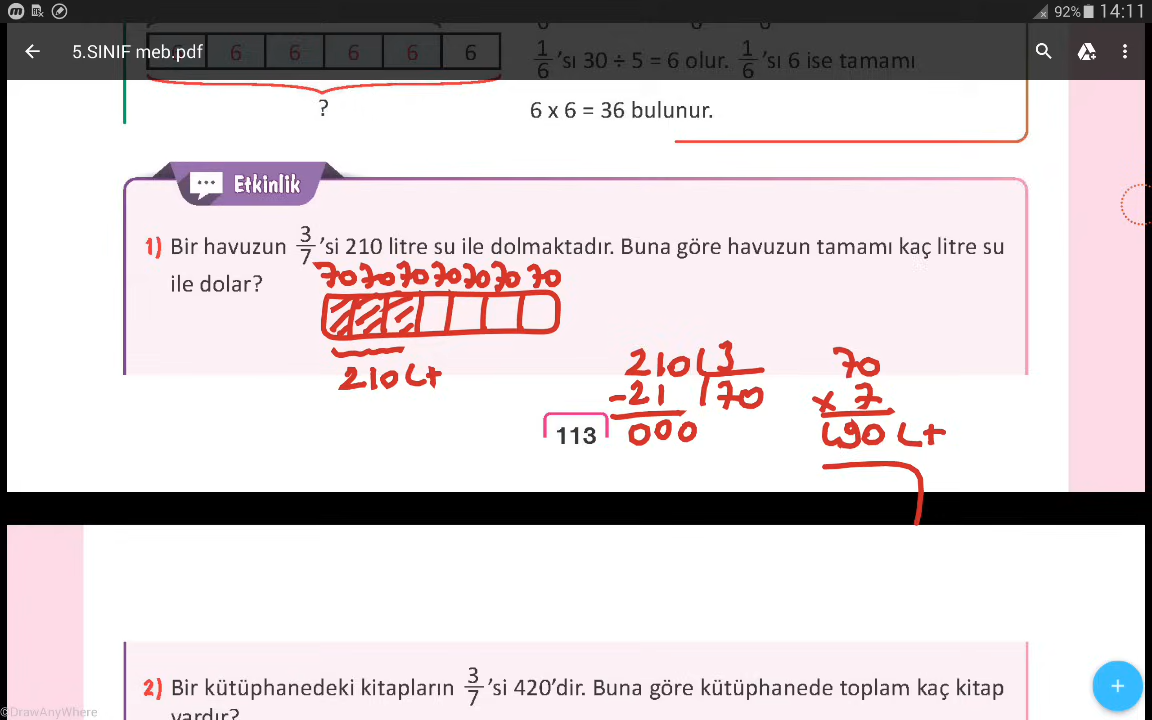 92% 14:11
5.SINIF meb.pdf
6 6 6 6 6
1/6 'sı 30 ÷ 5 = 6 olur. 1/6 'sı 6 ise tamamı
?
6 x 6 = 36 bulunur.
Etkinlik
1) Bir havuzun 3/7 'si 210 litre su ile dolmaktadır. Buna göre havuzun tamamı kaç litre su
ile dolar?
70 70 70 70 70 70 70
210 Lt
210 3
-21 70
000
70
x 7
490 Lt
113
2) Bir kütüphanedeki kitapların 3/7 'si 420'dir. Buna göre kütüphanede toplam kaç kitap
vardır?
©DrawAnyWhere